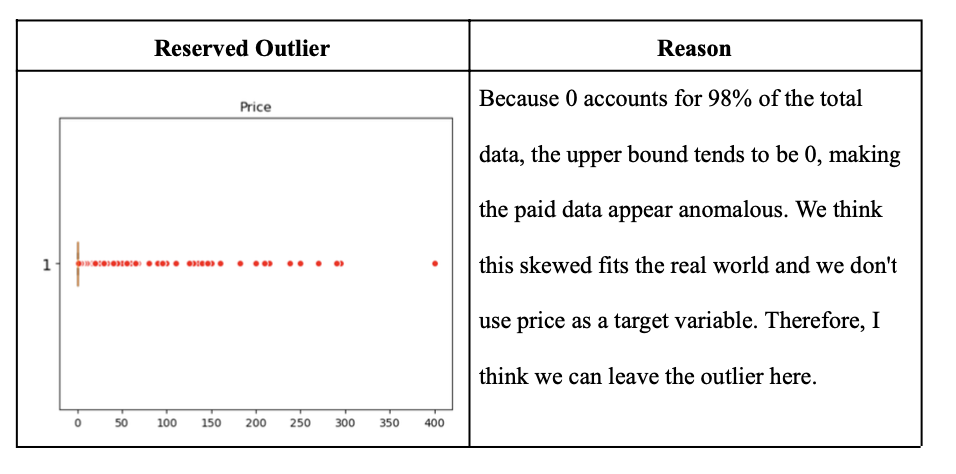 Reserved Outlier
Reason
Price
1
0 50 100 150 200 250 300 350 400
Because 0 accounts for 98% of the total
data, the upper bound tends to be 0, making
the paid data appear anomalous. We think
this skewed fits the real world and we don't
use price as a target variable. Therefore, I
think we can leave the outlier here.